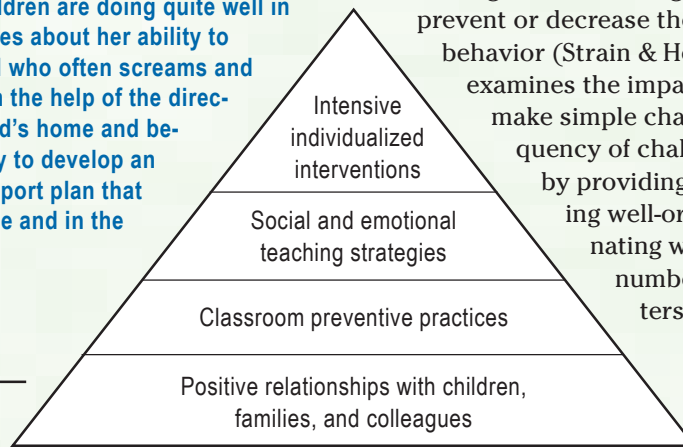 ildren are doing quite well in
es about her ability to
who often screams and
the help of the direc-
d's home and be-
y to develop an
port plan that
e and in the
prevent or decrease the
behavior (Strain & He
examines the impa
make simple cha
quency of chal
by providing
ing well-or
nating w
numbe
ters
Intensive
individualized
interventions
Social and emotional
teaching strategies
Classroom preventive practices
Positive relationships with children,
families, and colleagues